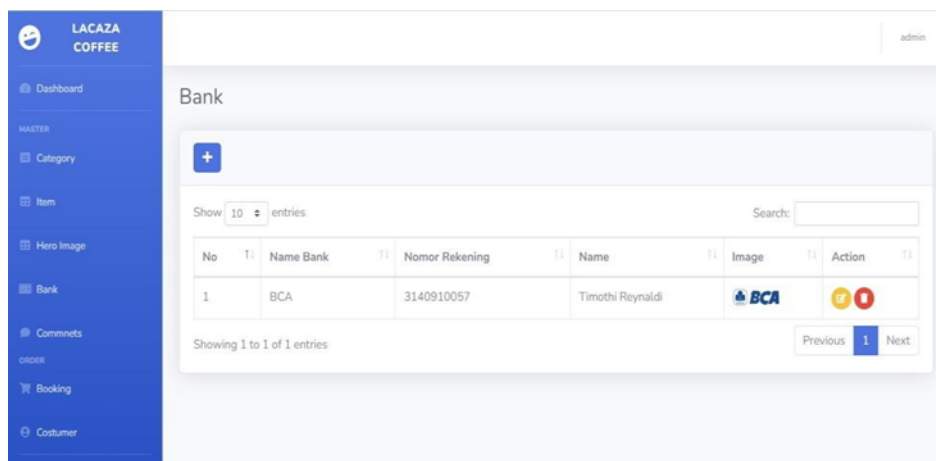 LACAZA
COFFEE
admin
Dashboard
Bank
MASTER
Category
Item
Hero Image
Bank
Commnets
ORDER
Booking
Costumer
+
Show 10 entries
Search:
No Name Bank Nomor Rekening Name Image Action
1 BCA 3140910057 Timothi Reynaldi BCA
Showing 1 to 1 of 1 entries
Previous 1 Next